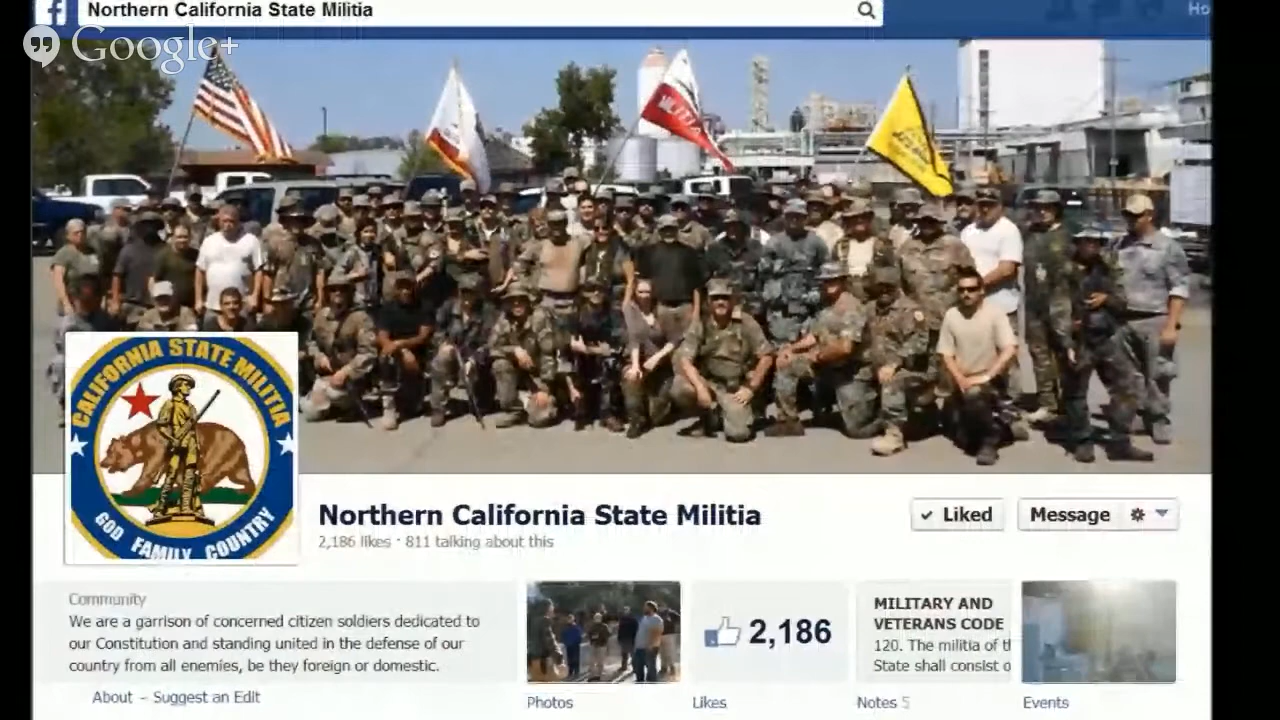 Northern California State Militia
Ho
Google+
MILITIA
CALIFORNIA STATE MILITIA
GOD FAMILY COUNTRY
Northern California State Militia
2,186 likes · 811 talking about this
✓ Liked
Message
Community
We are a garrison of concerned citizen soldiers dedicated to
our Constitution and standing united in the defense of our
country from all enemies, be they foreign or domestic.
About – Suggest an Edit
Photos
2,186
Likes
MILITARY AND
VETERANS CODE
120. The militia of th
State shall consist o
Notes 5
Events